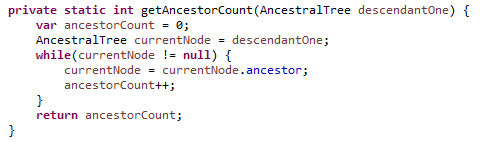 private static int getAncestorCount(AncestralTree descendantOne) {
    var ancestorCount = 0;
    AncestralTree currentNode = descendantOne;
    while(currentNode != null) {
        currentNode = currentNode.ancestor;
        ancestorCount++;
    }
    return ancestorCount;
}